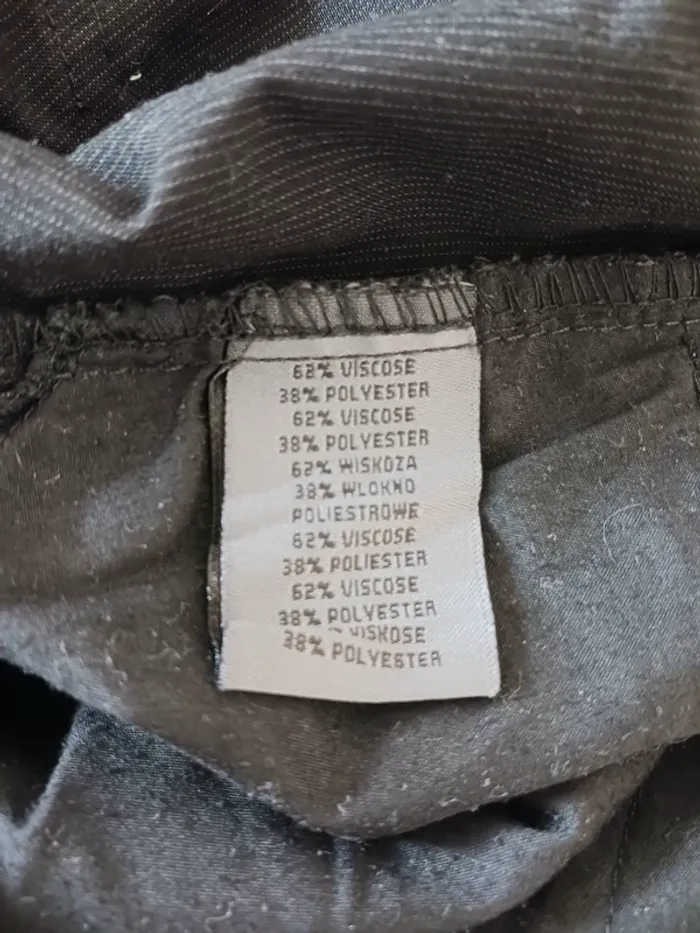 62% VISCOSE
38% POLYESTER
62% VISCOSE
38% POLYESTER
62% WISKOZA
38% WLOKNO
POLIESTROWE
62% VISCOSE
38% POLIESTER
62% VISCOSE
38% POLYESTER
VISKOSE
38% POLYESTER